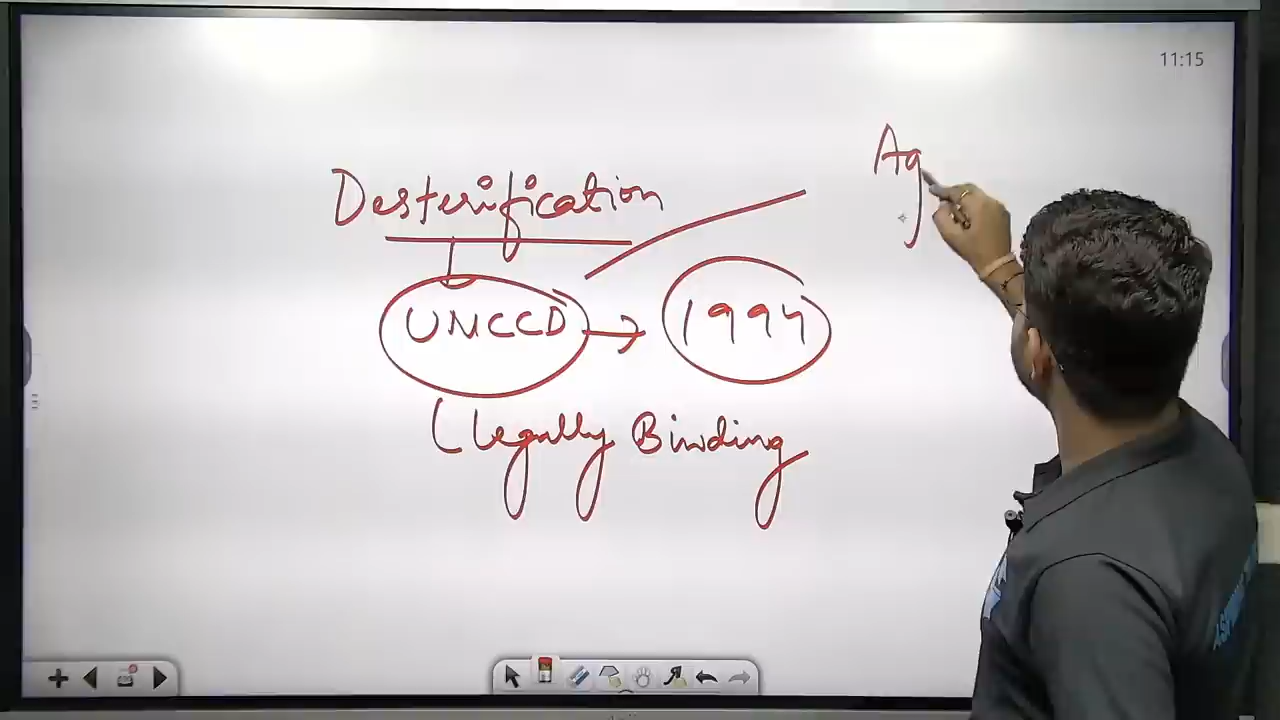 11:15
Ag
Desterification
UNCCD → 1994
(Legally Binding